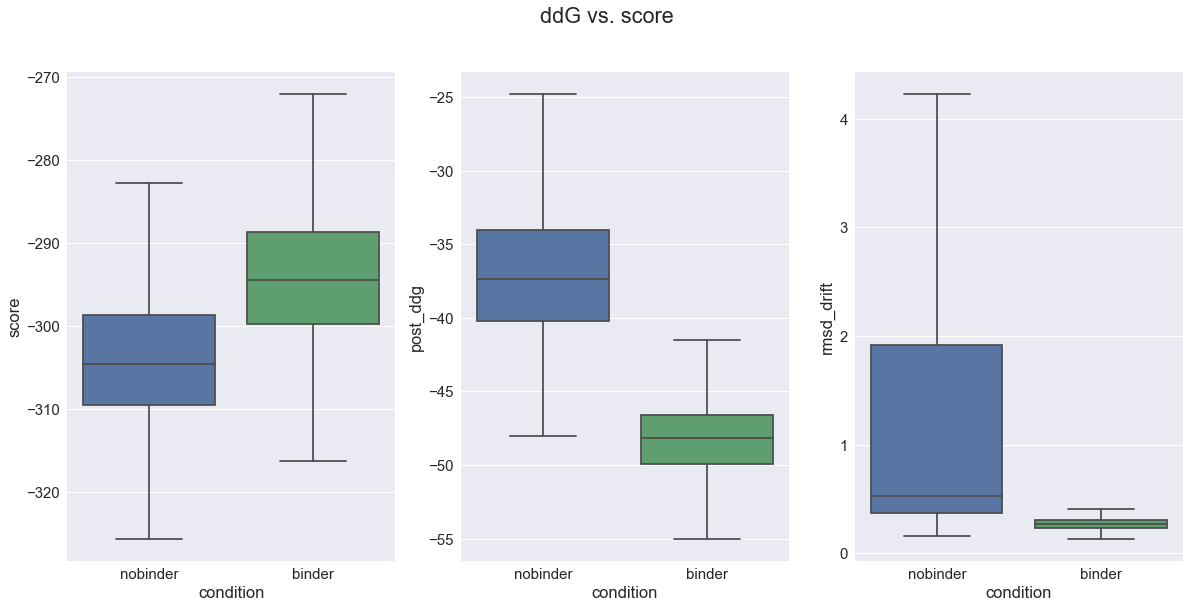 ddG vs. score
score
−270
−280
−290
−300
−310
−320
nobinder
binder
condition
post_ddg
−25
−30
−35
−40
−45
−50
−55
nobinder
binder
condition
rmsd_drift
4
3
2
1
0
nobinder
binder
condition